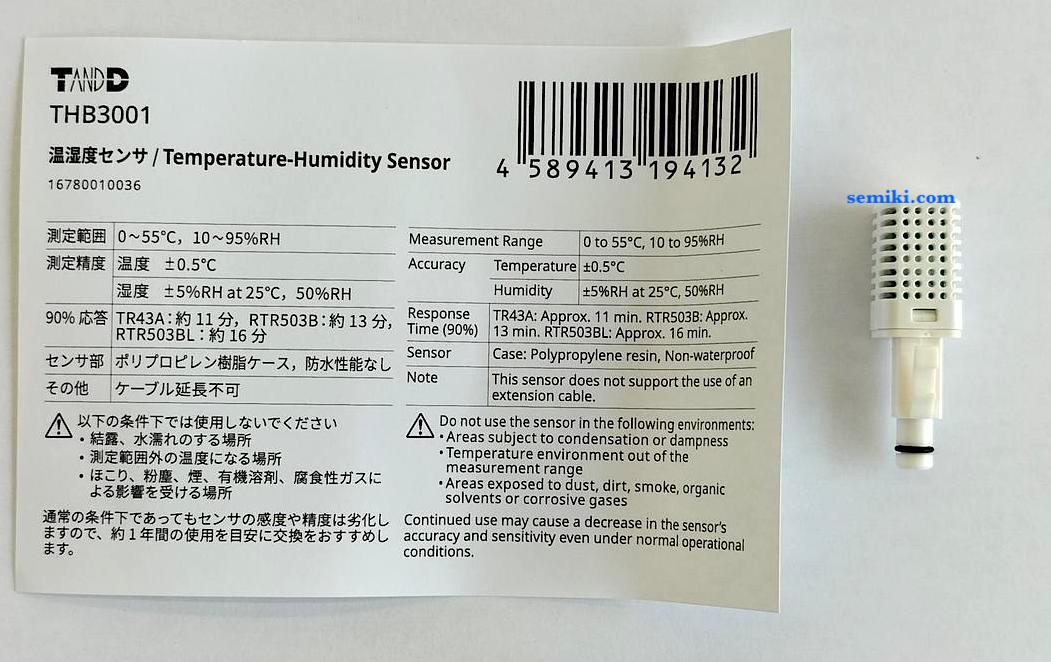 TANDD
THB3001
温湿度センサ / Temperature-Humidity Sensor
16780010036
4 589413 194132
測定範囲 0～55°C，10～95%RH
測定精度 温度 ±0.5°C
湿度 ±5%RH at 25°C，50%RH
90% 応答 TR43A：約 11 分，RTR503B：約 13 分，
RTR503BL：約 16 分
センサ部 ポリプロピレン樹脂ケース，防水性能なし
その他 ケーブル延長不可
以下の条件下では使用しないでください
・結露、水濡れのする場所
・測定範囲外の温度になる場所
・ほこり、粉塵、煙、有機溶剤、腐食性ガスに
よる影響を受ける場所
通常の条件下であってもセンサの感度や精度は劣化し
ますので、約 1 年間の使用を目安に交換をおすすめし
ます。
Measurement Range 0 to 55°C, 10 to 95%RH
Accuracy Temperature ±0.5°C
Humidity ±5%RH at 25°C, 50%RH
Response TR43A: Approx. 11 min. RTR503B: Approx.
Time (90%) 13 min. RTR503BL: Approx. 16 min.
Sensor Case: Polypropylene resin, Non-waterproof
Note This sensor does not support the use of an
extension cable.
Do not use the sensor in the following environments:
・Areas subject to condensation or dampness
・Temperature environment out of the
measurement range
・Areas exposed to dust, dirt, smoke, organic
solvents or corrosive gases
Continued use may cause a decrease in the sensor's
accuracy and sensitivity even under normal operational
conditions.
semiki.com